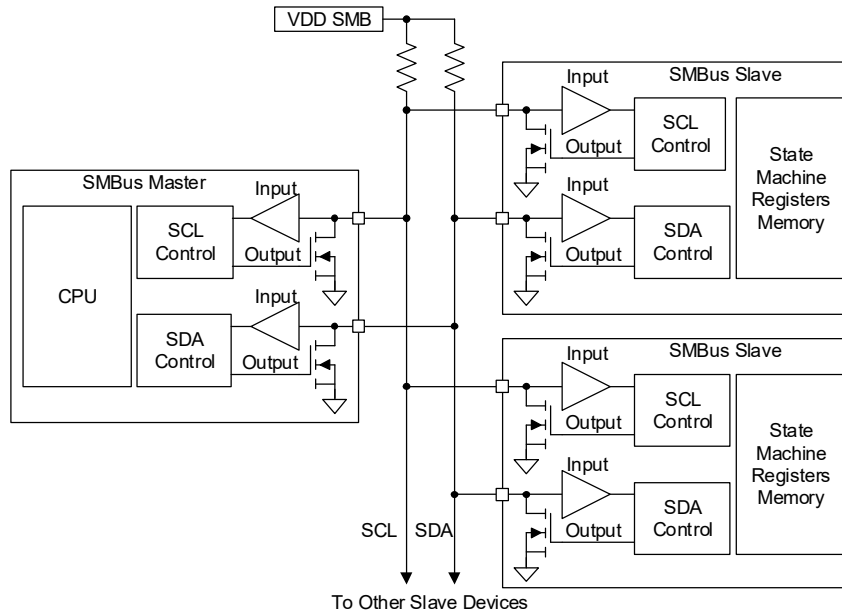 VDD SMB
SMBus Master
CPU
SCL
Control
Input
Output
SDA
Control
Input
Output
SMBus Slave
Input
SCL
Control
Output
Input
SDA
Control
Output
State
Machine
Registers
Memory
SMBus Slave
Input
SCL
Control
Output
Input
SDA
Control
Output
State
Machine
Registers
Memory
SCL
SDA
To Other Slave Devices